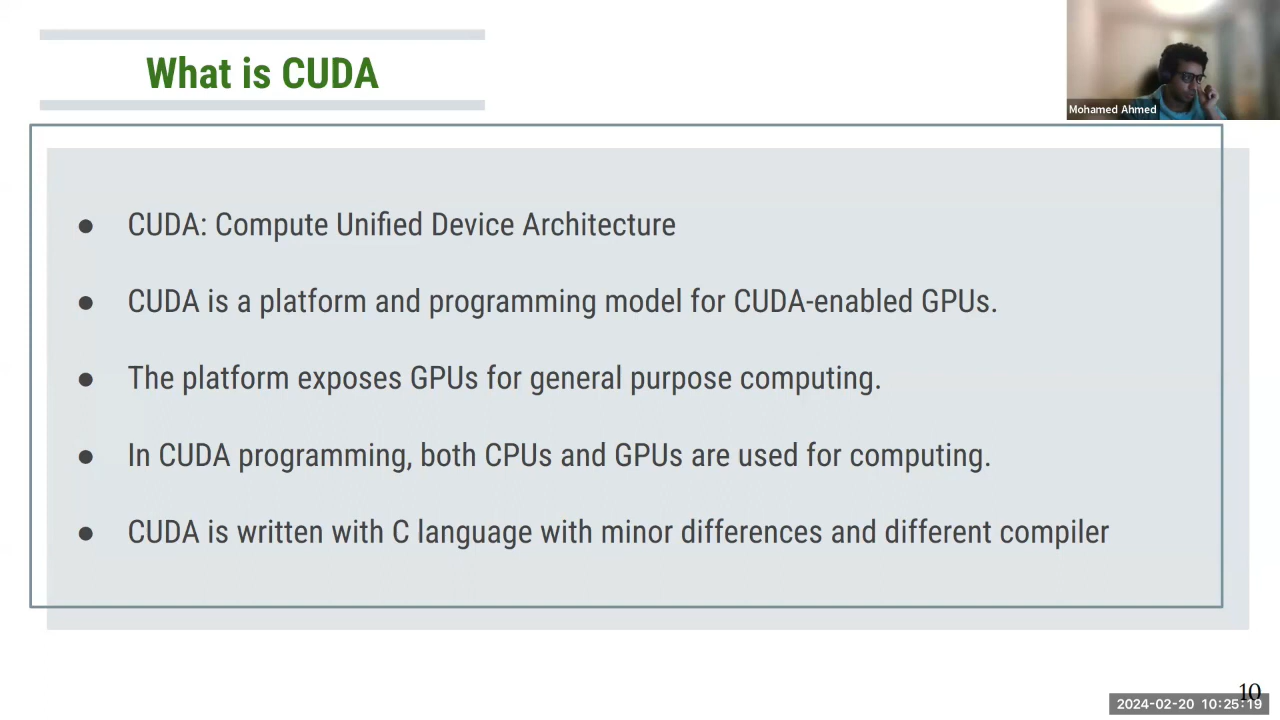 What is CUDA
Mohamed Ahmed
● CUDA: Compute Unified Device Architecture
● CUDA is a platform and programming model for CUDA-enabled GPUs.
● The platform exposes GPUs for general purpose computing.
● In CUDA programming, both CPUs and GPUs are used for computing.
● CUDA is written with C language with minor differences and different compiler
10
2024-02-20 10:25:19